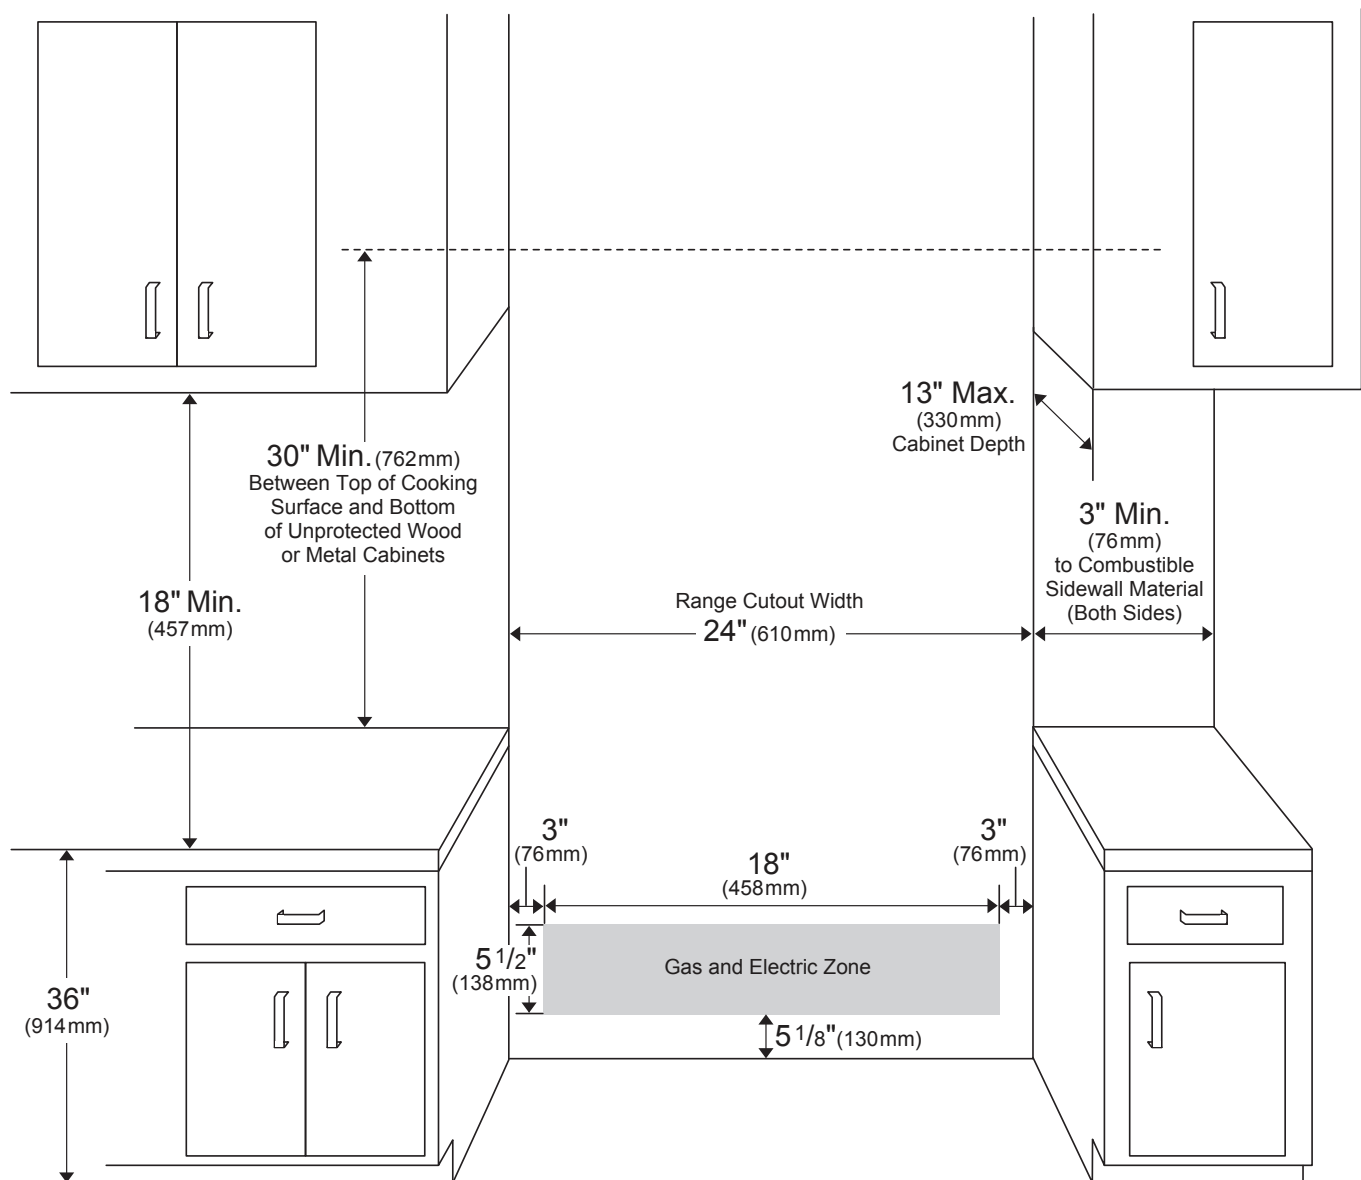 13" Max.
(330mm)
Cabinet Depth
30" Min. (762mm)
Between Top of Cooking
Surface and Bottom
of Unprotected Wood
or Metal Cabinets
3" Min.
(76mm)
to Combustible
Sidewall Material
(Both Sides)
18" Min.
(457mm)
Range Cutout Width
24" (610mm)
3"
(76mm)
18"
(458mm)
3"
(76mm)
5 1/2"
(138mm)
Gas and Electric Zone
36"
(914mm)
5 1/8" (130mm)